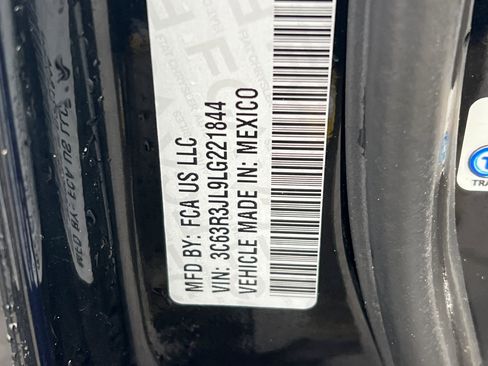 MFD BY: FCA US LLC
VIN: 3C63R3JL9LG221844
VEHICLE MADE IN: MEXICO